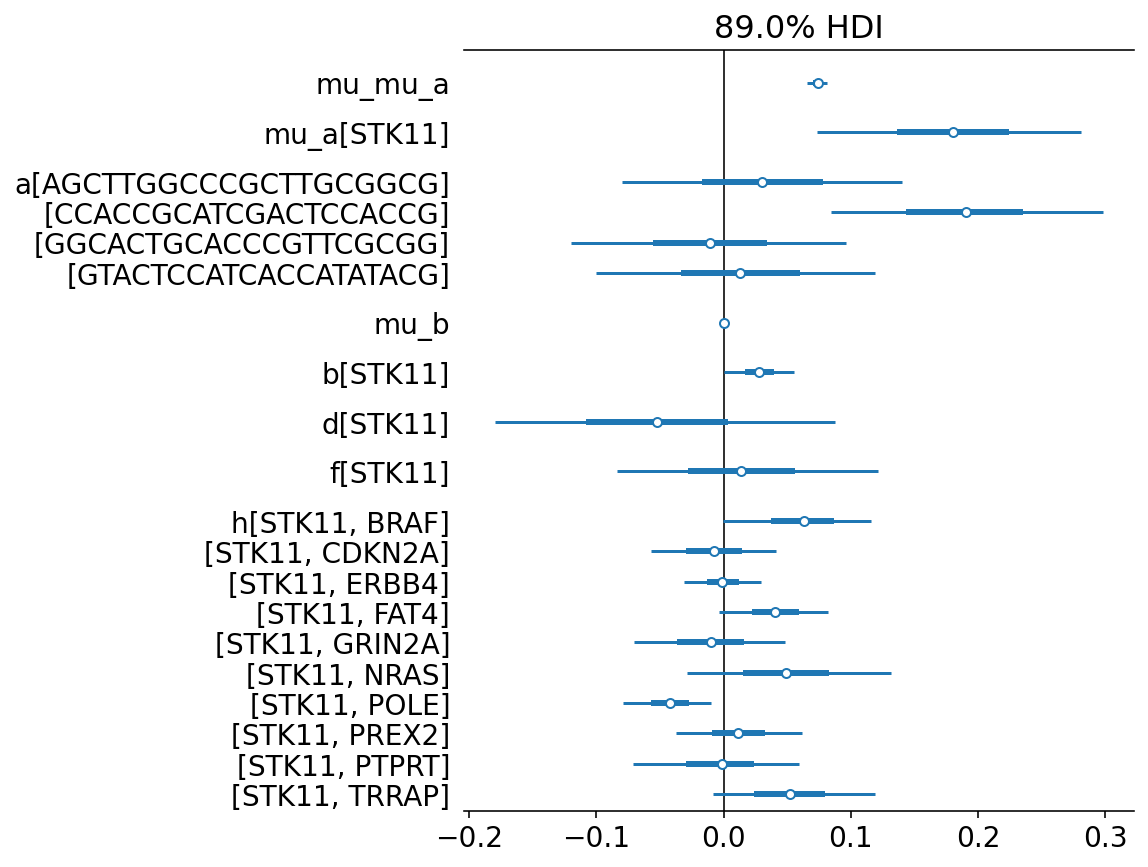 89.0% HDI
mu_mu_a
mu_a[STK11]
a[AGCTTGGCCCGCTTGCGGCG]
[CCACCGCATCGACTCCACCG]
[GGCACTGCACCCGTTCGCGG]
[GTACTCCATCACCATATACG]
mu_b
b[STK11]
d[STK11]
f[STK11]
h[STK11, BRAF]
[STK11, CDKN2A]
[STK11, ERBB4]
[STK11, FAT4]
[STK11, GRIN2A]
[STK11, NRAS]
[STK11, POLE]
[STK11, PREX2]
[STK11, PTPRT]
[STK11, TRRAP]
−0.2 −0.1 0.0 0.1 0.2 0.3